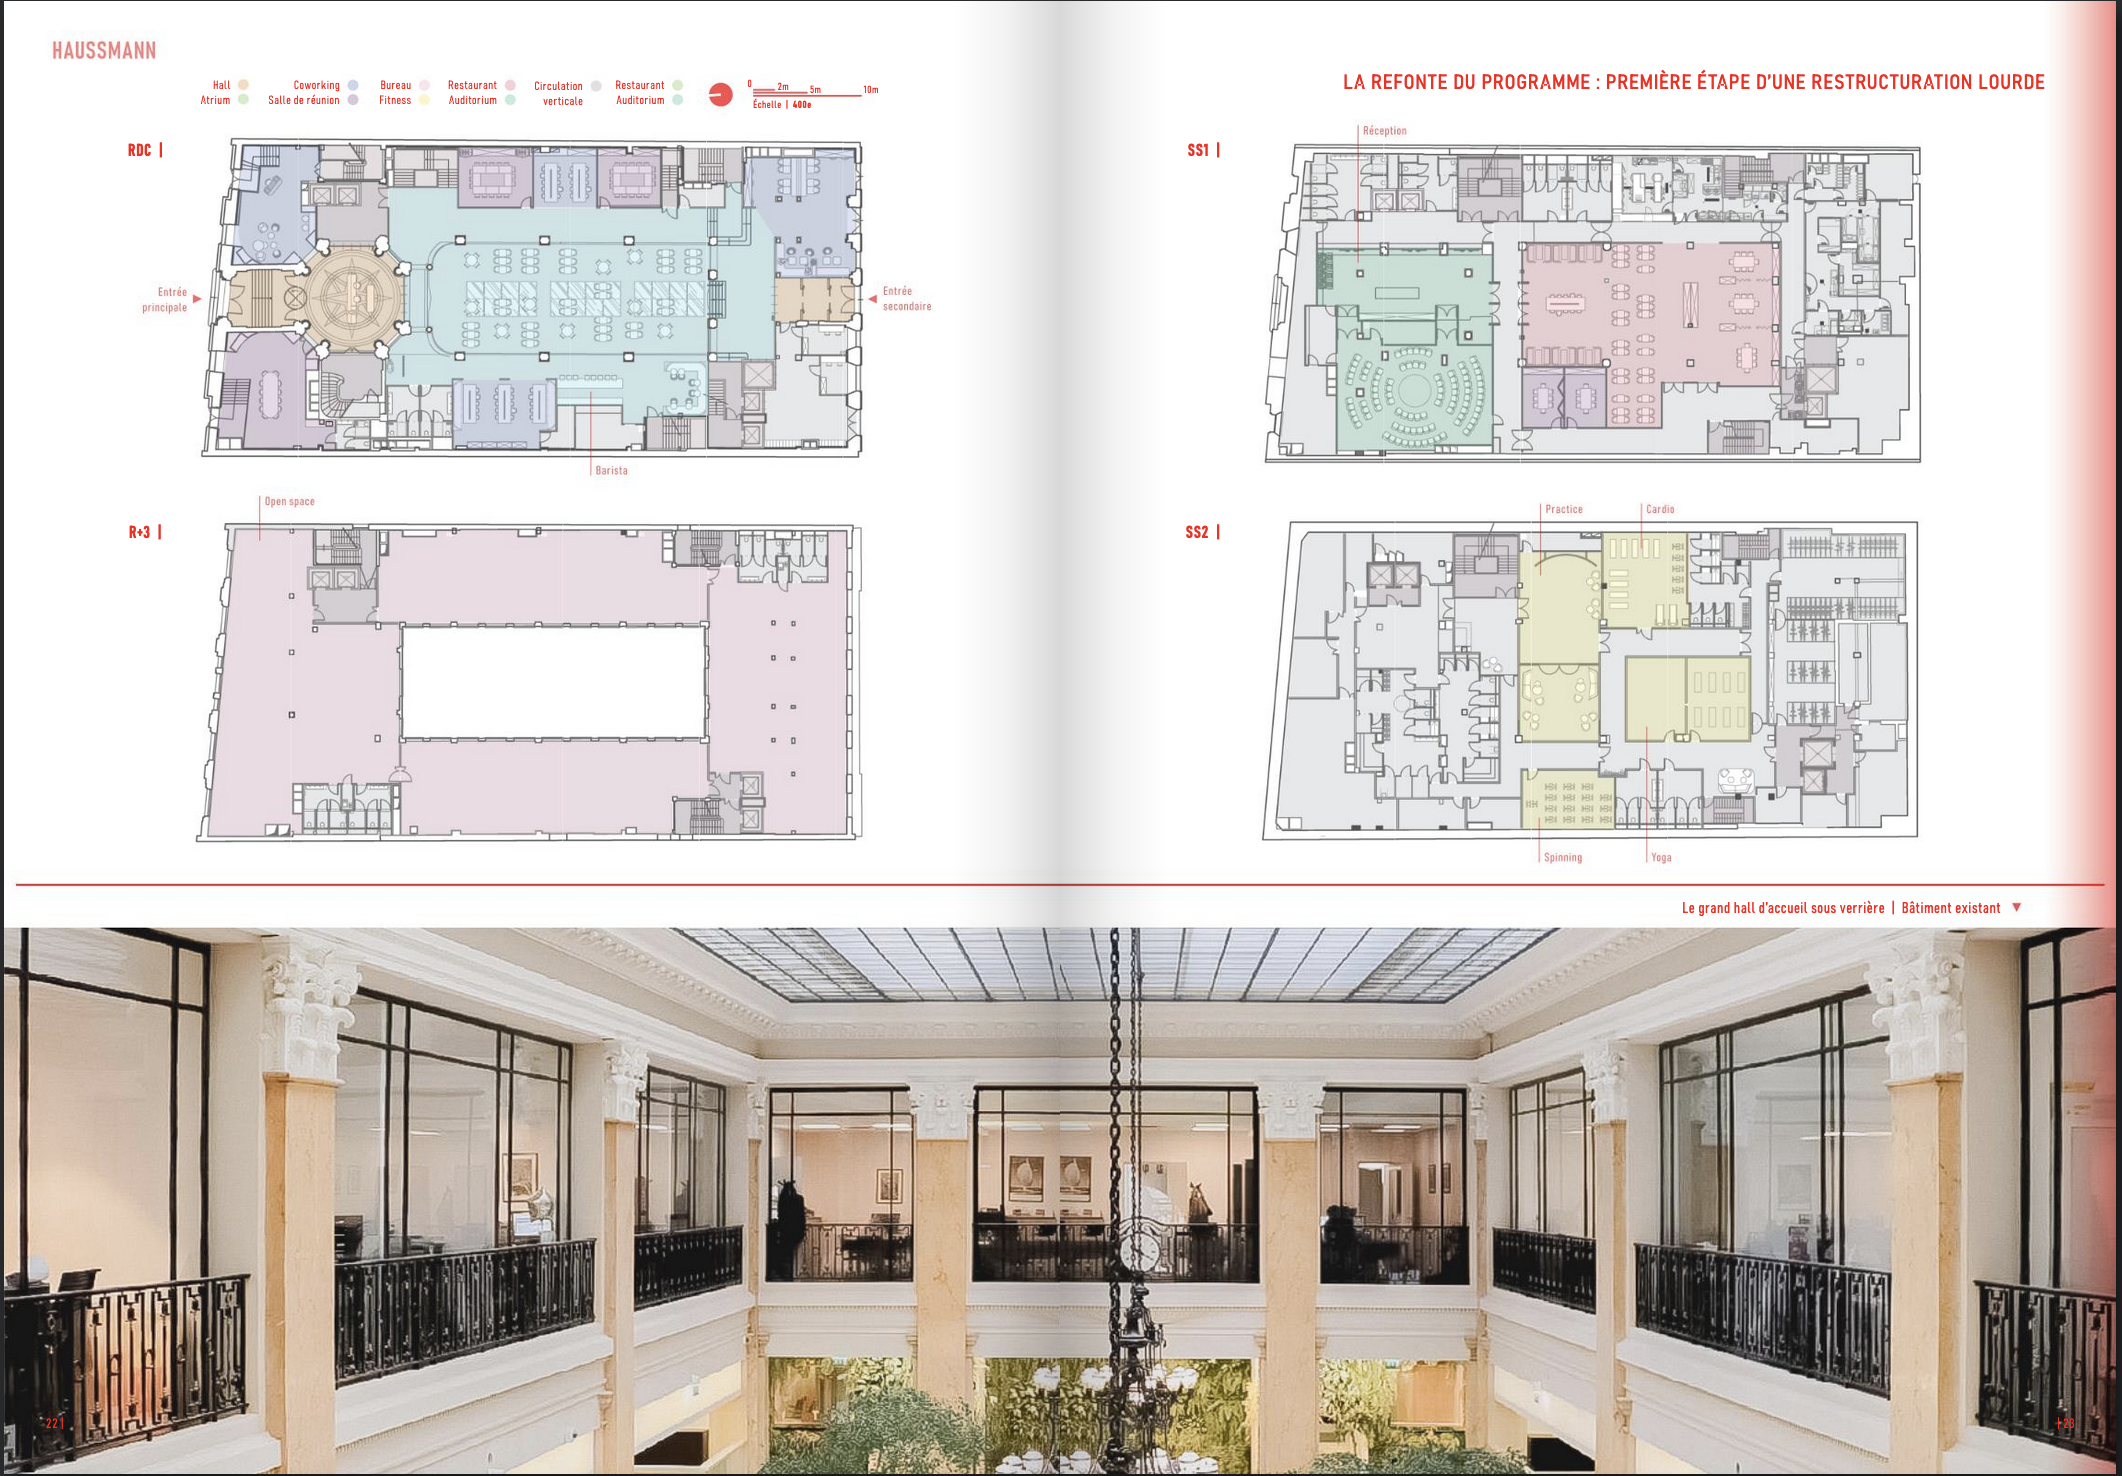 HAUSSMANN
Hall
Atrium
Coworking
Salle de réunion
Bureau
Fitness
Restaurant
Auditorium
Circulation
verticale
Restaurant
Auditorium
0 2m 5m 10m
Échelle | 400e
RDC |
Entrée
principale
Entrée
secondaire
Barista
R+3 |
Open space
LA REFONTE DU PROGRAMME : PREMIÈRE ÉTAPE D'UNE RESTRUCTURATION LOURDE
SS1 |
Réception
SS2 |
Practice
Cardio
Spinning
Yoga
Le grand hall d'accueil sous verrière | Bâtiment existant ▼
22 |
| 23